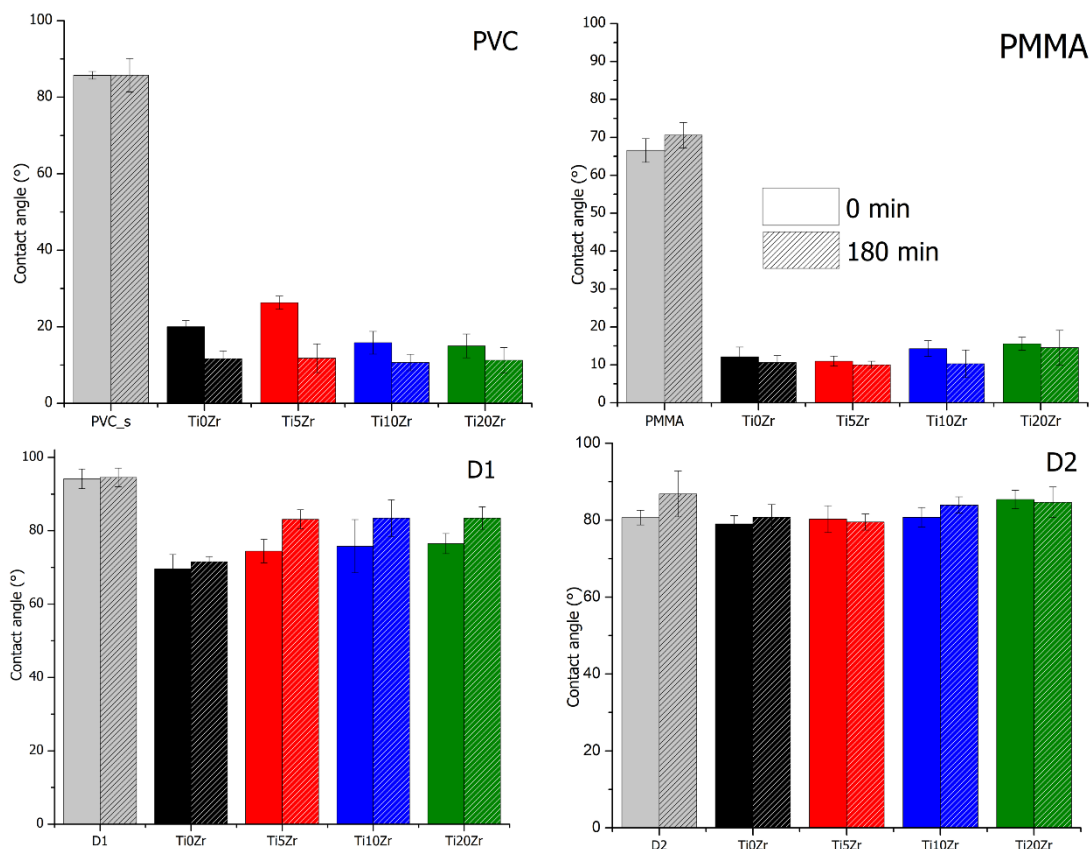 PVC
Contact angle (°)
100
80
60
40
20
0
PVC_s Ti0Zr Ti5Zr Ti10Zr Ti20Zr
PMMA
Contact angle (°)
100
90
80
70
60
50
40
30
20
10
0
0 min
180 min
PMMA Ti0Zr Ti5Zr Ti10Zr Ti20Zr
D1
Contact angle (°)
100
80
60
40
20
0
D1 Ti0Zr Ti5Zr Ti10Zr Ti20Zr
D2
Contact angle (°)
100
80
60
40
20
0
D2 Ti0Zr Ti5Zr Ti10Zr Ti20Zr